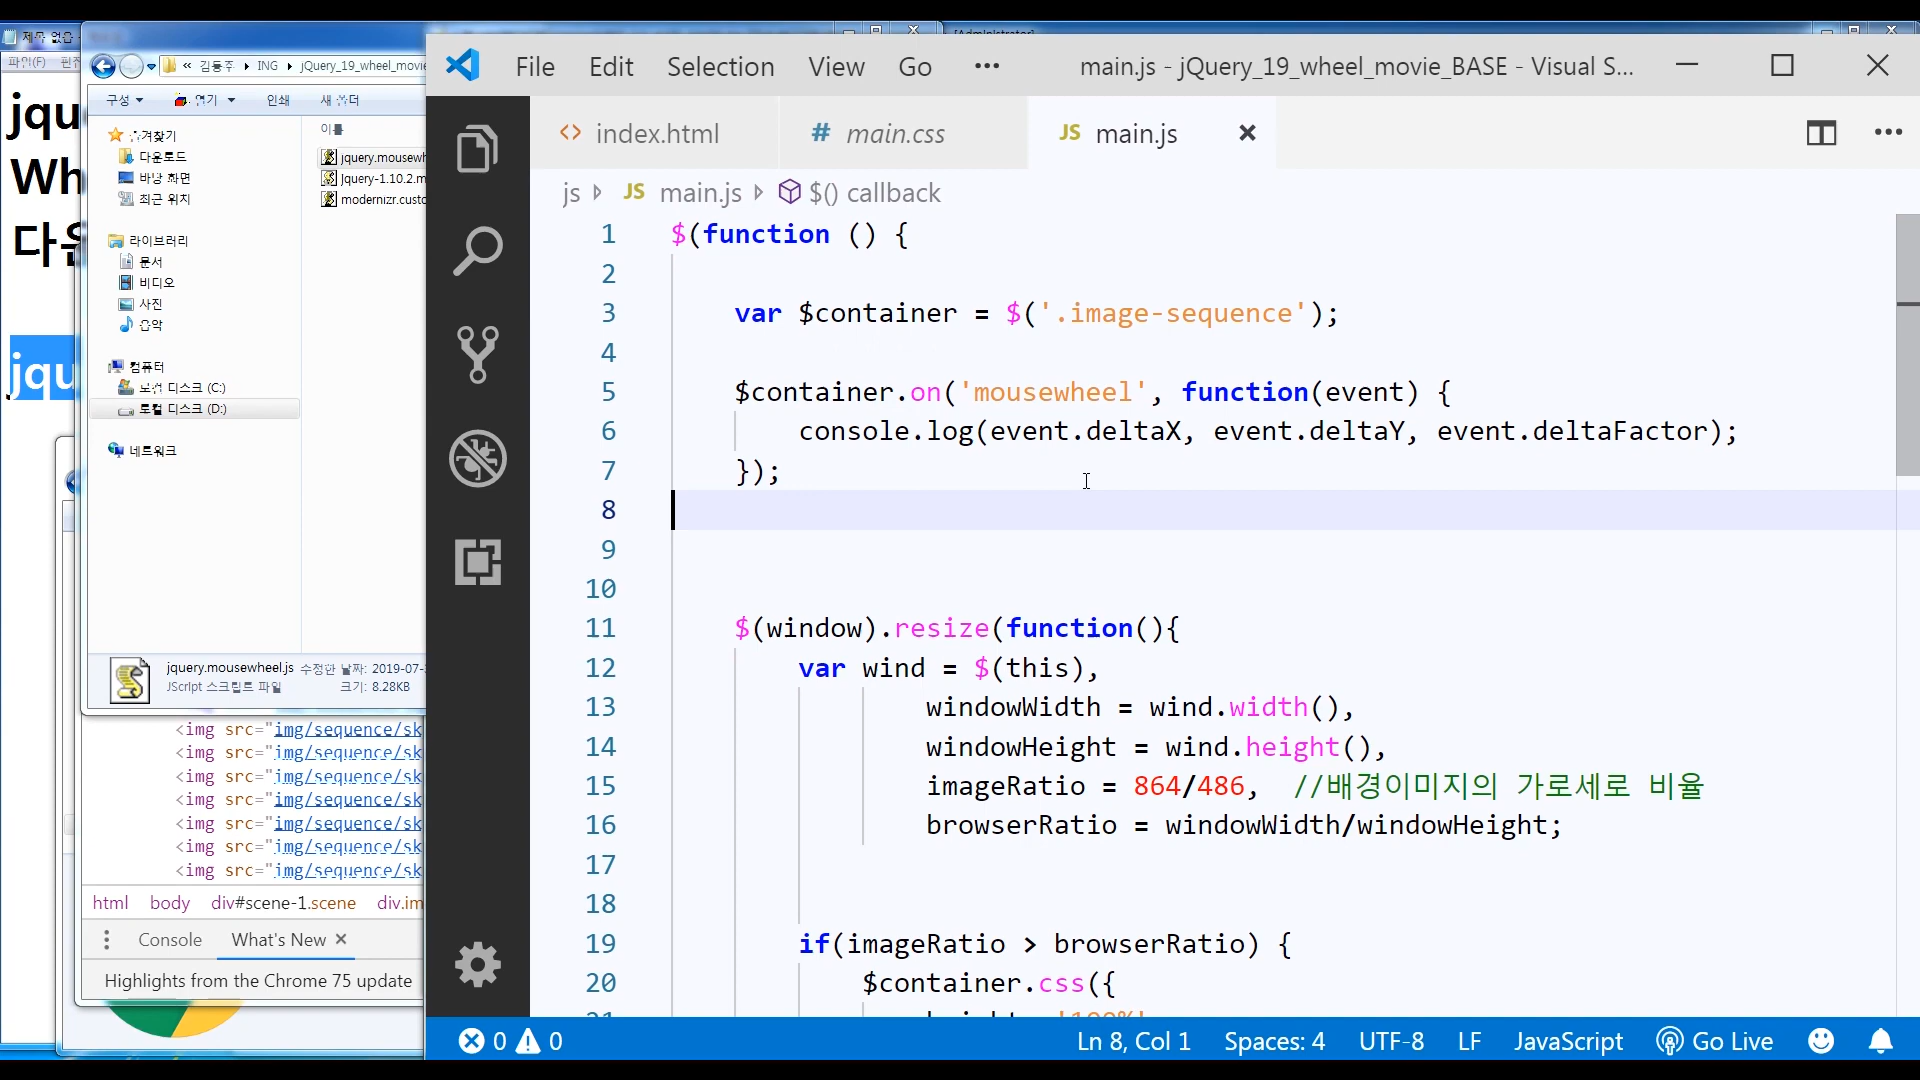 제목 없음
[Administrator]
파일(F) 편집
« 김동주 ▸ ING ▸ jQuery_19_wheel_movie
구성 열기 인쇄 새 폴더
이름
즐겨찾기
다운로드
바탕 화면
최근 위치
라이브러리
문서
비디오
사진
음악
컴퓨터
로컬 디스크 (C:)
로컬 디스크 (D:)
네트워크
jquery.mousewh
jquery-1.10.2.m
modernizr.custo
jquery.mousewheel.js 수정한 날짜: 2019-07-
JScript 스크립트 파일 크기: 8.28KB
jqu
Wh
다운
jqu
<img src="img/sequence/sk
<img src="img/sequence/sk
<img src="img/sequence/sk
<img src="img/sequence/sk
<img src="img/sequence/sk
<img src="img/sequence/sk
<img src="img/sequence/sk
html body div#scene-1.scene div.im
Console What's New ×
Highlights from the Chrome 75 update
File Edit Selection View Go ··· main.js - jQuery_19_wheel_movie_BASE - Visual S...
<> index.html # main.css JS main.js
js JS main.js $() callback
1 $(function () {
2
3 var $container = $('.image-sequence');
4
5 $container.on('mousewheel', function(event) {
6 console.log(event.deltaX, event.deltaY, event.deltaFactor);
7 });
8
9
10
11 $(window).resize(function(){
12 var wind = $(this),
13 windowWidth = wind.width(),
14 windowHeight = wind.height(),
15 imageRatio = 864/486, //배경이미지의 가로세로 비율
16 browserRatio = windowWidth/windowHeight;
17
18
19 if(imageRatio > browserRatio) {
20 $container.css({
21 height: '100%'
0 0 Ln 8, Col 1 Spaces: 4 UTF-8 LF JavaScript Go Live